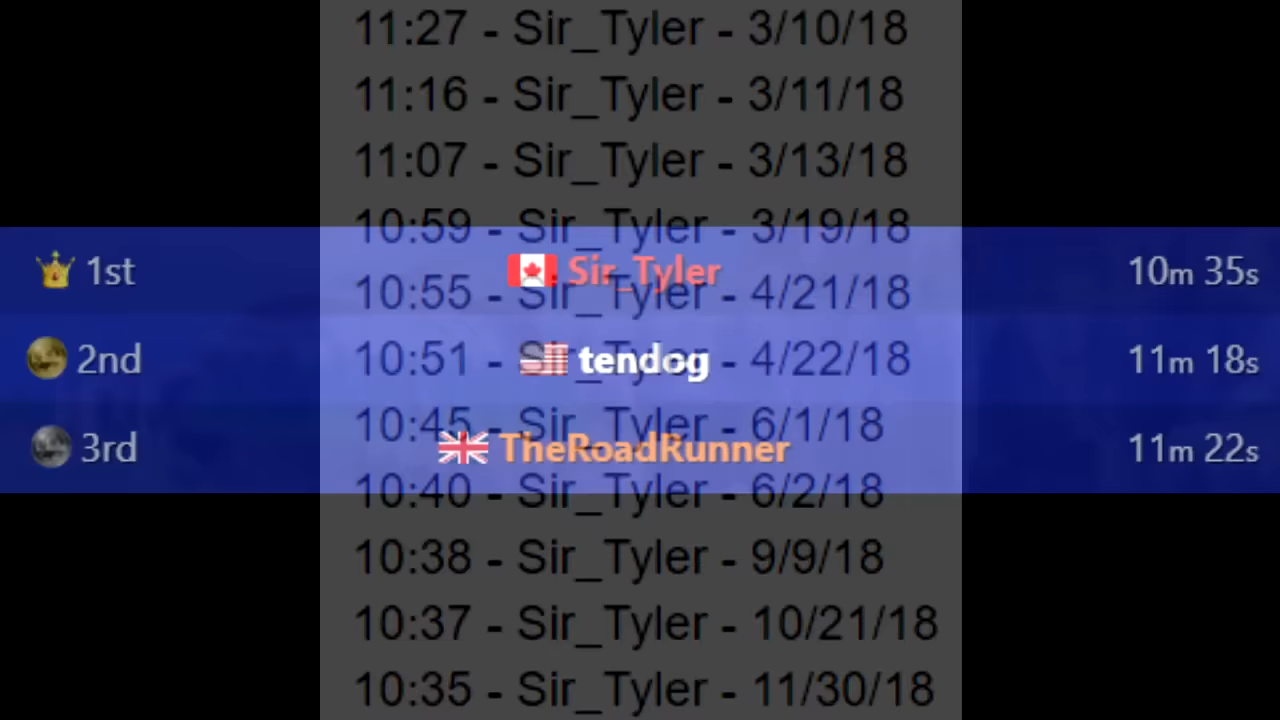 11:27 - Sir_Tyler - 3/10/18
11:16 - Sir_Tyler - 3/11/18
11:07 - Sir_Tyler - 3/13/18
10:59 - Sir_Tyler - 3/19/18
1st Sir_Tyler 10m 35s
10:55 - Sir_Tyler - 4/21/18
2nd tendog 11m 18s
10:51 - Sir_Tyler - 4/22/18
10:45 - Sir_Tyler - 6/1/18
3rd TheRoadRunner 11m 22s
10:40 - Sir_Tyler - 6/2/18
10:38 - Sir_Tyler - 9/9/18
10:37 - Sir_Tyler - 10/21/18
10:35 - Sir_Tyler - 11/30/18